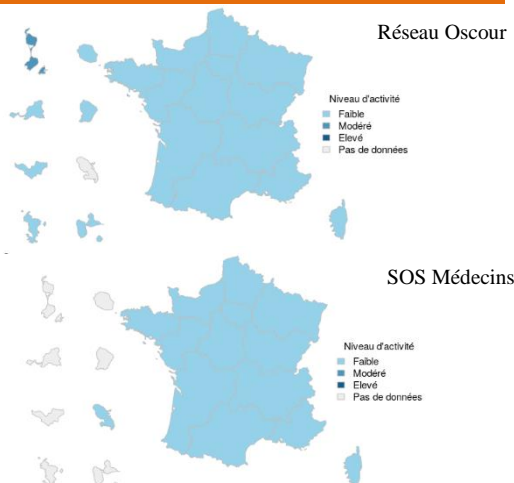 Réseau Oscour
Niveau d'activité
Faible
Modéré
Elevé
Pas de données
SOS Médecins
Niveau d'activité
Faible
Modéré
Elevé
Pas de données